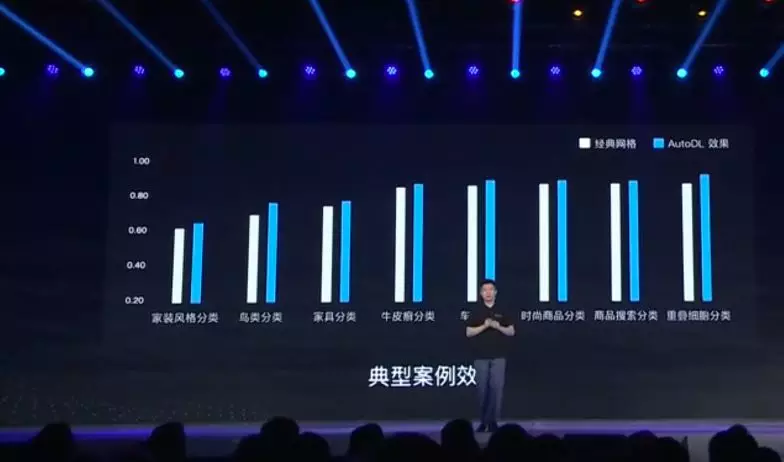 经典网格
AutoDL 效果
1.00
0.80
0.60
0.40
0.20
家装风格分类
鸟类分类
家具分类
牛皮癣分类
车
时尚商品分类
商品搜索分类
重叠细胞分类
典型案例效